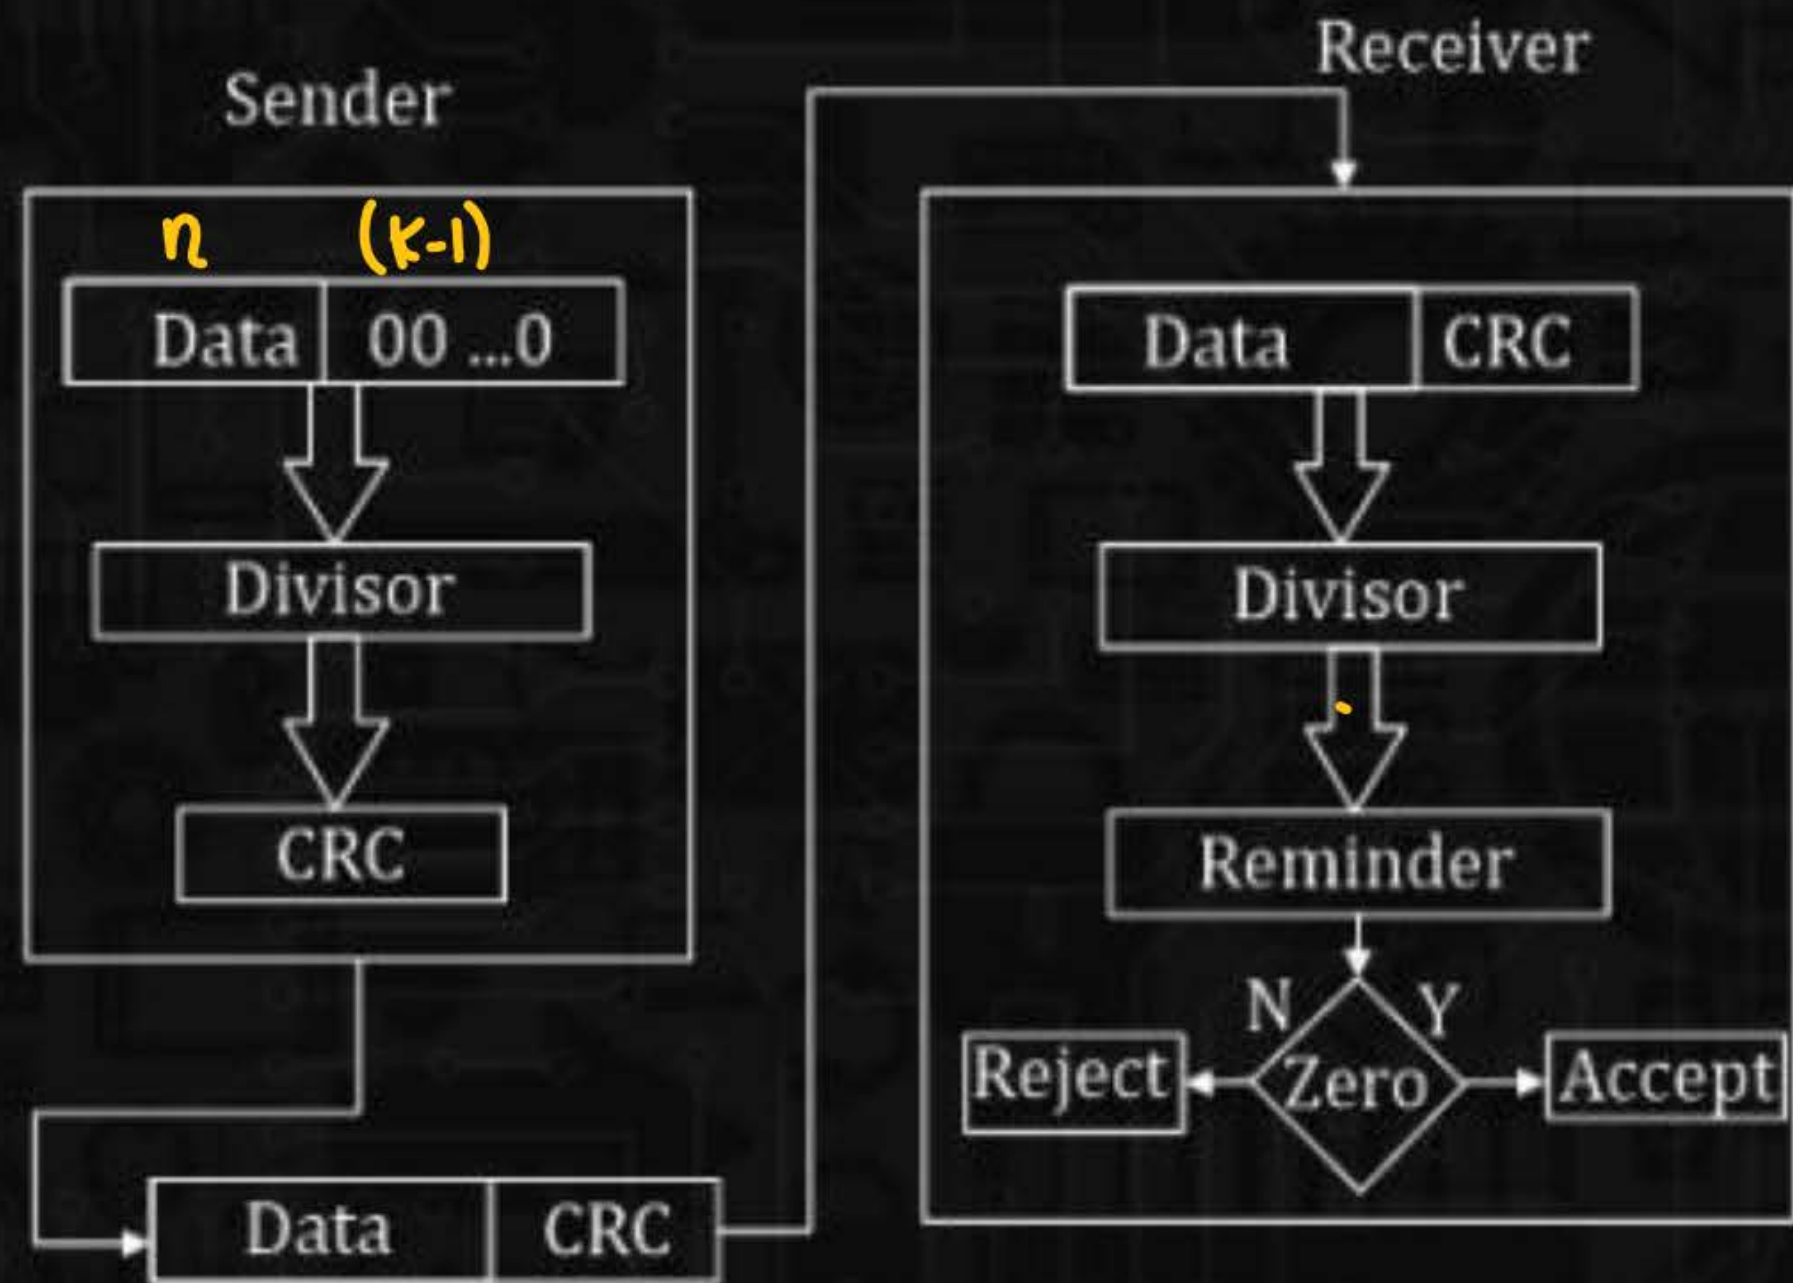 Sender
n (K-1)
Data 00 ...0
Divisor
CRC
Data CRC
Receiver
Data CRC
Divisor
Reminder
N Y
Reject Zero Accept